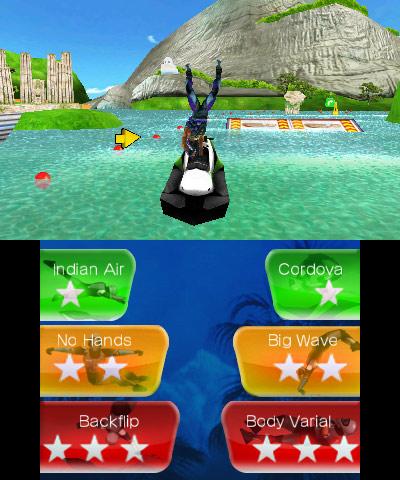 Indian Air
Cordova
No Hands
Big Wave
Backflip
Body Varial